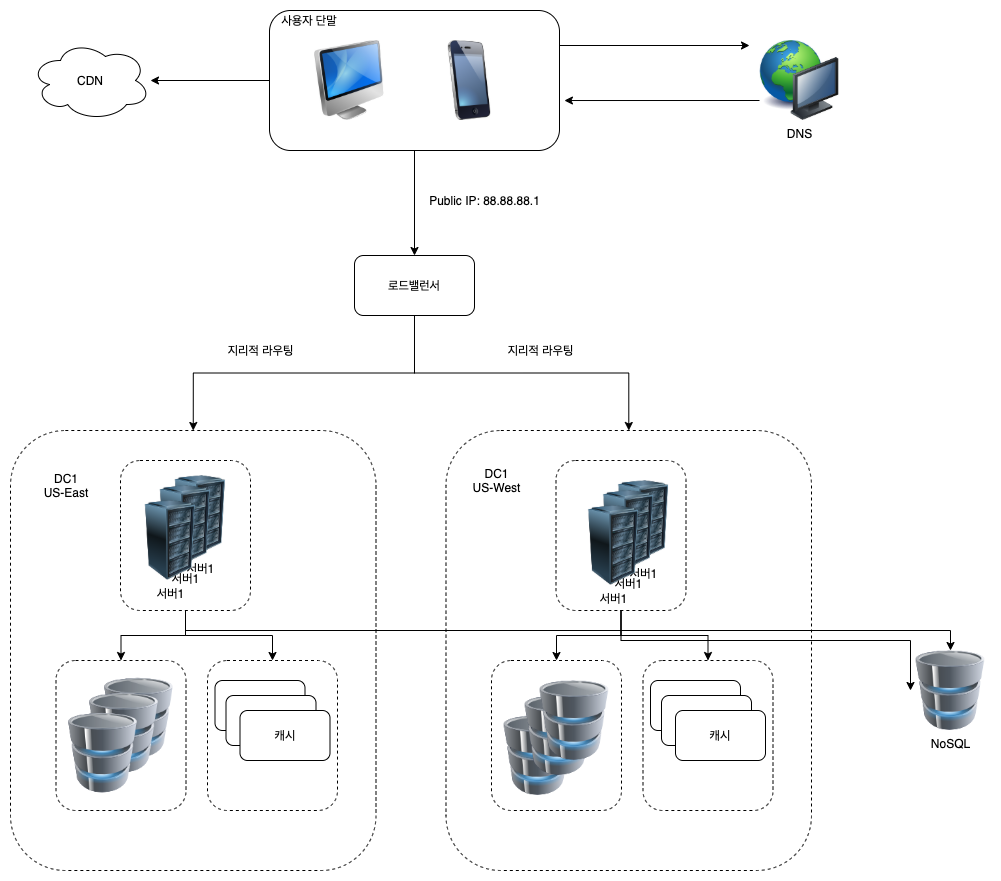 사용자 단말
CDN
DNS
Public IP: 88.88.88.1
로드밸런서
지리적 라우팅
지리적 라우팅
DC1
US-East
서버1
서버1
서버1
DC1
US-West
서버1
서버1
서버1
캐시
캐시
NoSQL